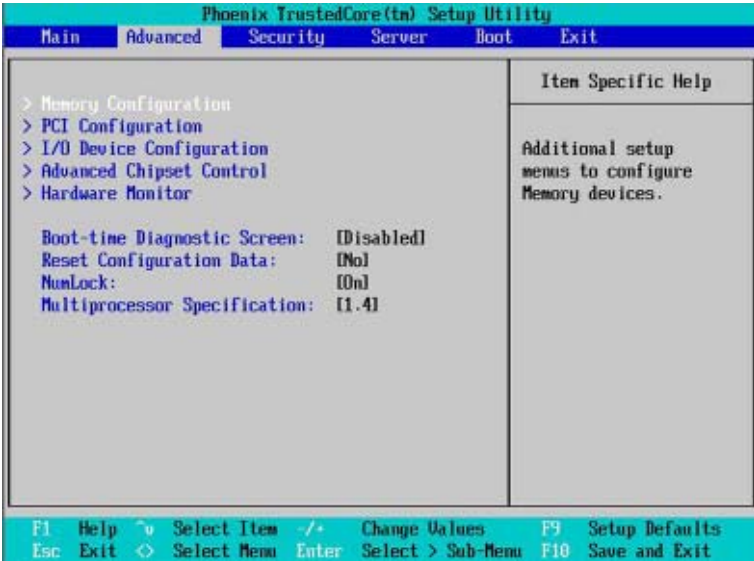 Phoenix TrustedCore(tm) Setup Utility
Main Advanced Security Server Boot Exit
Item Specific Help
> Memory Configuration
> PCI Configuration
> I/O Device Configuration
> Advanced Chipset Control
> Hardware Monitor
Additional setup
menus to configure
Memory devices.
Boot-time Diagnostic Screen: [Disabled]
Reset Configuration Data: [No]
NumLock: [On]
Multiprocessor Specification: [1.4]
F1 Help ^v Select Item -/+ Change Values F9 Setup Defaults
Esc Exit <> Select Menu Enter Select > Sub-Menu F10 Save and Exit